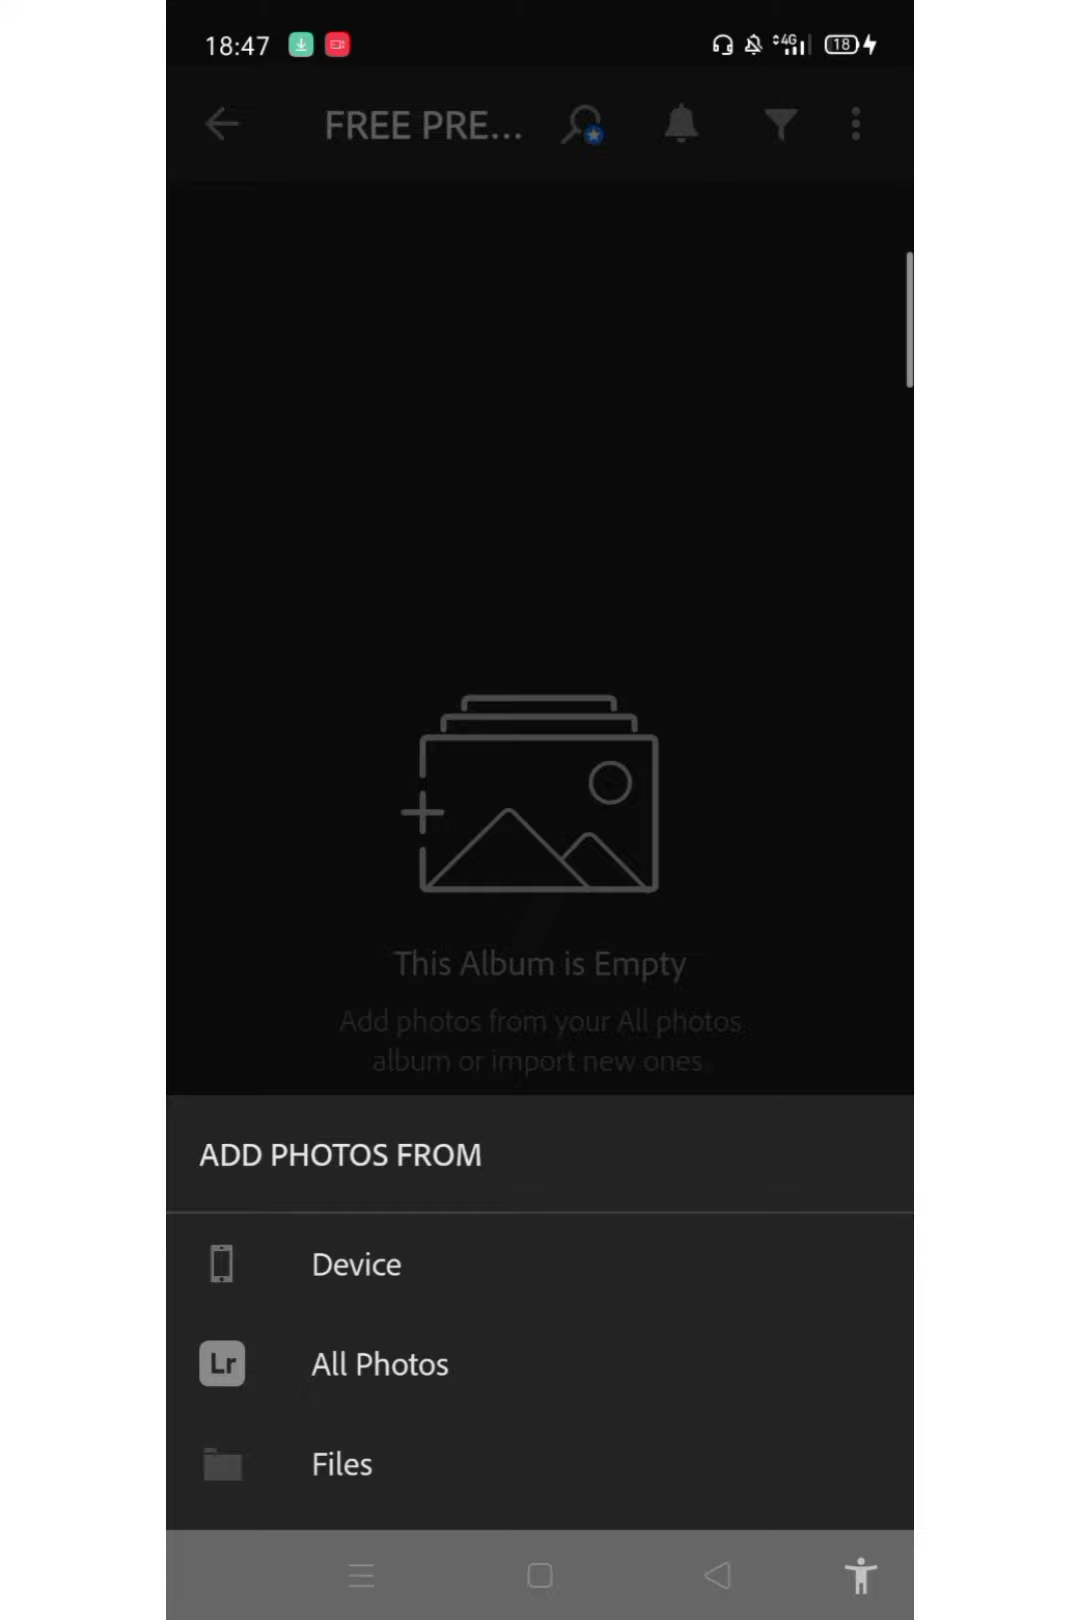 18:47
4G
18
FREE PRE...
This Album is Empty
Add photos from your All photos
album or import new ones
ADD PHOTOS FROM
Device
Lr
All Photos
Files